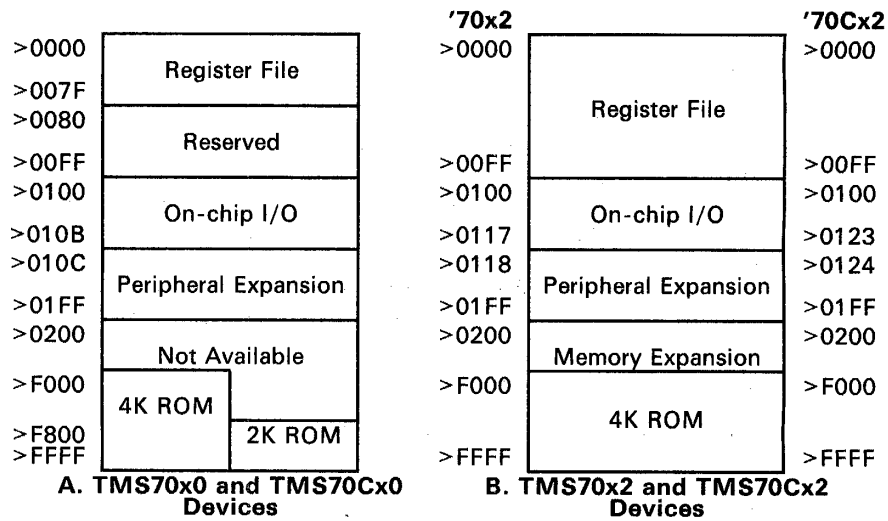 >0000
Register File
>007F
>0080
Reserved
>00FF
>0100
On-chip I/O
>010B
>010C
Peripheral Expansion
>01FF
>0200
Not Available
>F000
4K ROM
>F800
2K ROM
>FFFF
A. TMS70x0 and TMS70Cx0
Devices
'70x2
'70Cx2
>0000
>0000
Register File
>00FF
>00FF
>0100
>0100
On-chip I/O
>0117
>0123
>0118
>0124
Peripheral Expansion
>01FF
>01FF
>0200
>0200
Memory Expansion
>F000
>F000
4K ROM
>FFFF
>FFFF
B. TMS70x2 and TMS70Cx2
Devices